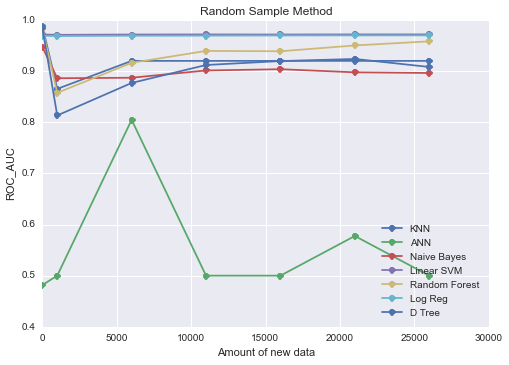 Random Sample Method
1.0
0.9
0.8
0.7
0.6
0.5
0.4
ROC_AUC
KNN
ANN
Naive Bayes
Linear SVM
Random Forest
Log Reg
D Tree
0
5000
10000
15000
20000
25000
30000
Amount of new data